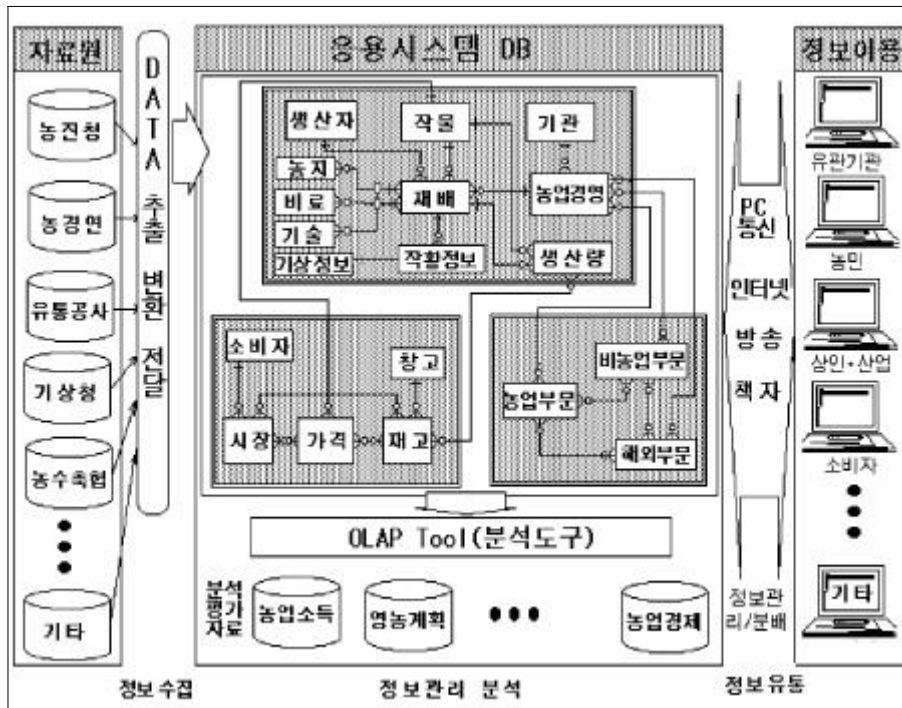 자료원
농진청
농경연
유통공사
기상청
농수축협
기타
DATA 추출 변환 전달
응용시스템 DB
생산자
작물
기관
농지
비료
기술
기상정보
재배
작황정보
농업경영
생산량
소비자
창고
시장
가격
재고
비농업부문
농업부문
해외부문
OLAP Tool(분석도구)
분석
평가
자료
농업소득
영농계획
농업경제
PC
통신
인터넷
방송
책자
정보관
리/분배
정보이용
유관기관
농민
상인+산업
소비자
기타
정보수집
정보관리 분석
정보유통